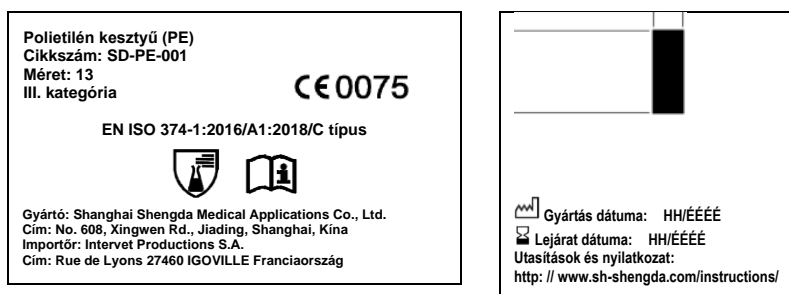 Polietilén kesztyű (PE)
Cikkszám: SD-PE-001
Méret: 13
III. kategória
CE0075
EN ISO 374-1:2016/A1:2018/C típus
Gyártó: Shanghai Shengda Medical Applications Co., Ltd.
Cím: No. 608, Xingwen Rd., Jiading, Shanghai, Kína
Importőr: Intervet Productions S.A.
Cím: Rue de Lyons 27460 IGOVILLE Franciaország
Gyártás dátuma: HH/ÉÉÉÉ
Lejárat dátuma: HH/ÉÉÉÉ
Utasítások és nyilatkozat:
http: // www.sh-shengda.com/instructions/